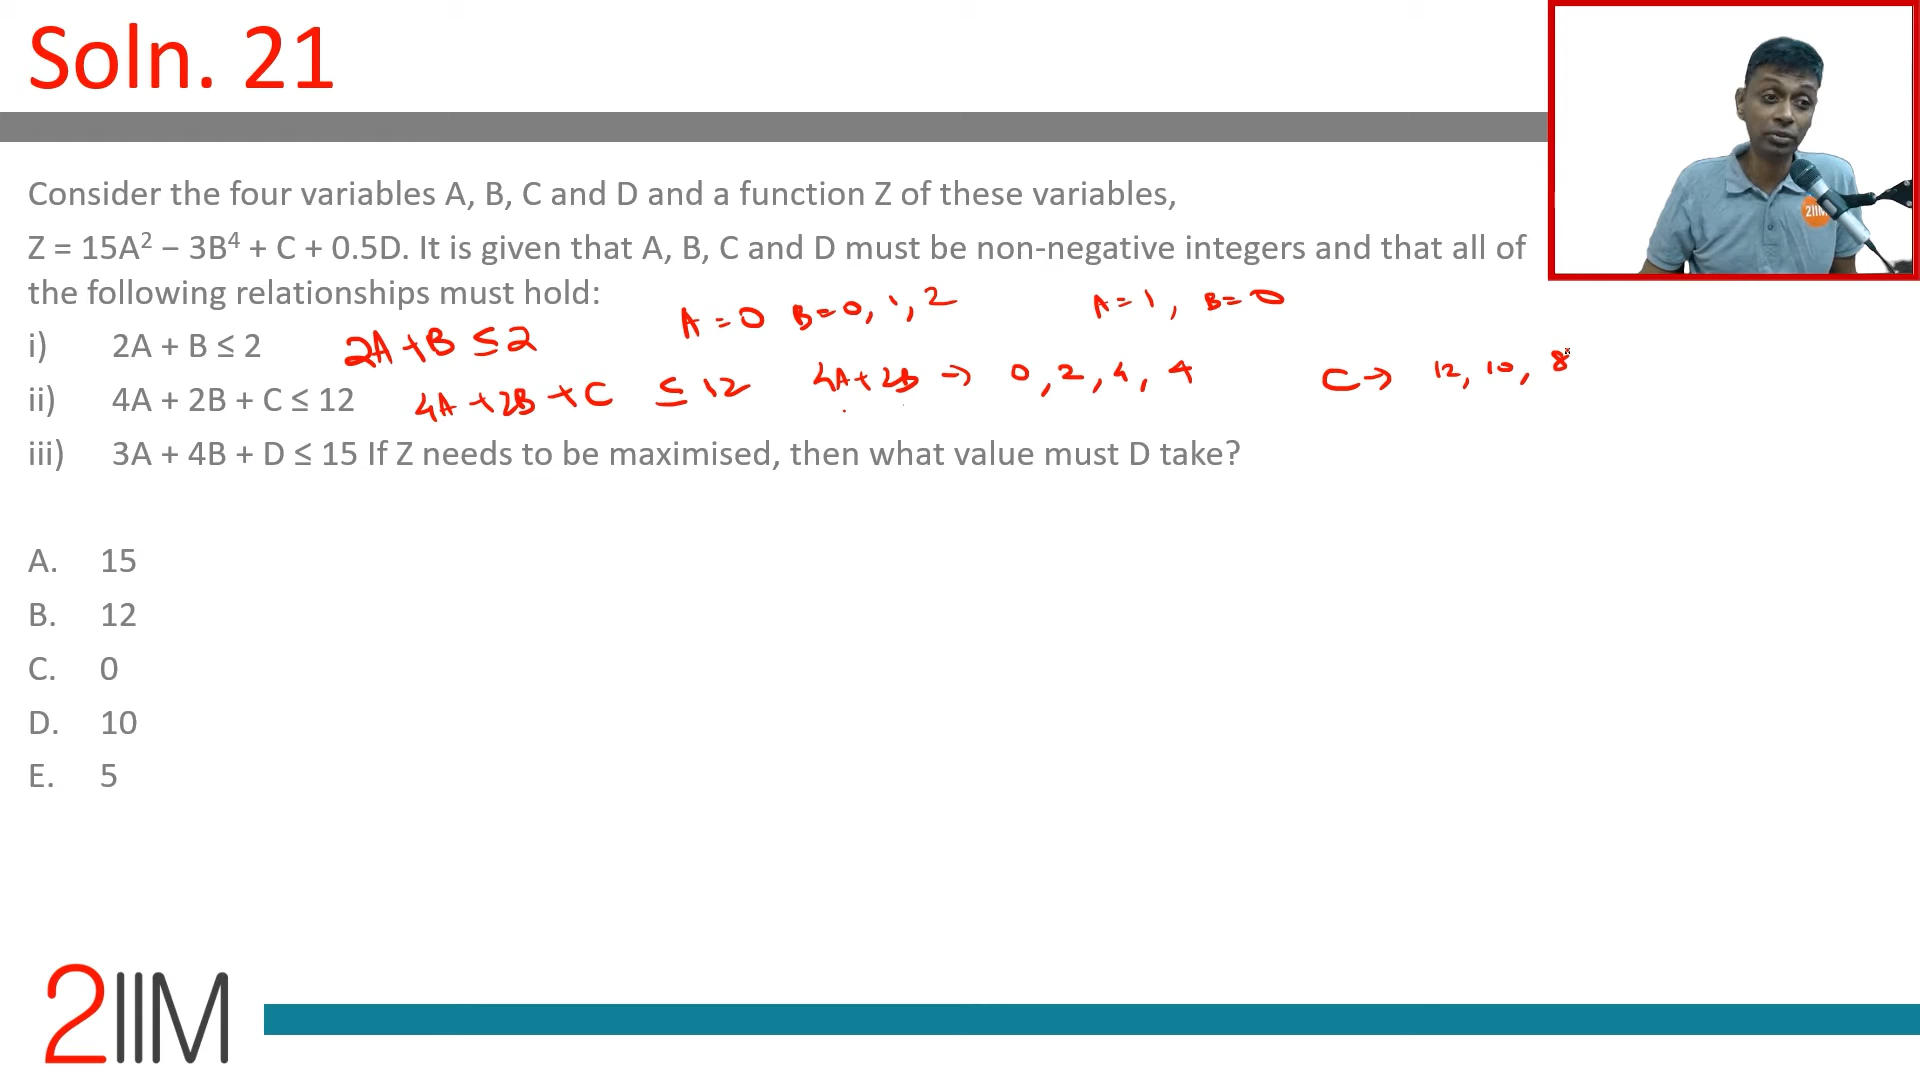 Soln. 21
Consider the four variables A, B, C and D and a function Z of these variables,
Z = 15A² − 3B⁴ + C + 0.5D. It is given that A, B, C and D must be non-negative integers and that all of
the following relationships must hold:
A = 0 B = 0, 1, 2 A = 1, B = 0
i) 2A + B ≤ 2 2A + B ≤ 2
ii) 4A + 2B + C ≤ 12 4A + 2B + C ≤ 12 4A + 2B → 0, 2, 4, 4 C → 12, 10, 8
iii) 3A + 4B + D ≤ 15 If Z needs to be maximised, then what value must D take?
A. 15
B. 12
C. 0
D. 10
E. 5
2IIM
2IIM